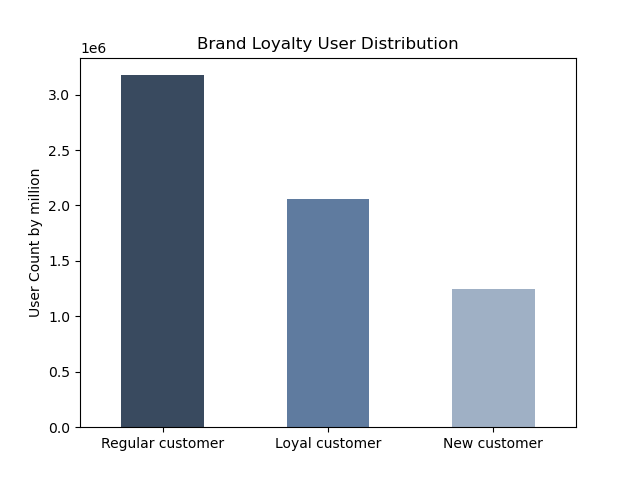 Brand Loyalty User Distribution
1e6
User Count by million
3.0
2.5
2.0
1.5
1.0
0.5
0.0
Regular customer
Loyal customer
New customer